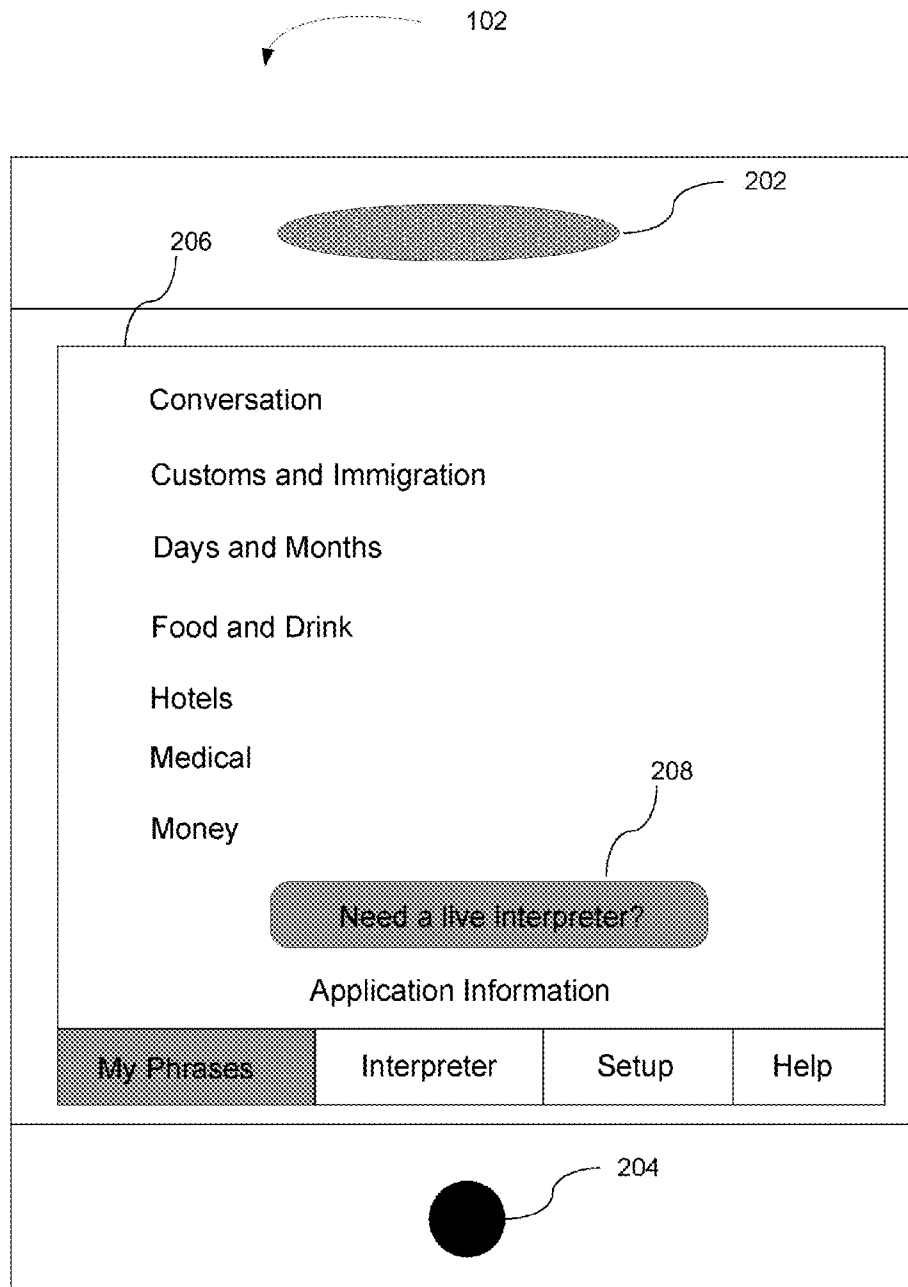 102
202
206
Conversation
Customs and Immigration
Days and Months
Food and Drink
Hotels
Medical
208
Money
Need a live interpreter?
Application Information
My Phrases Interpreter Setup Help
204